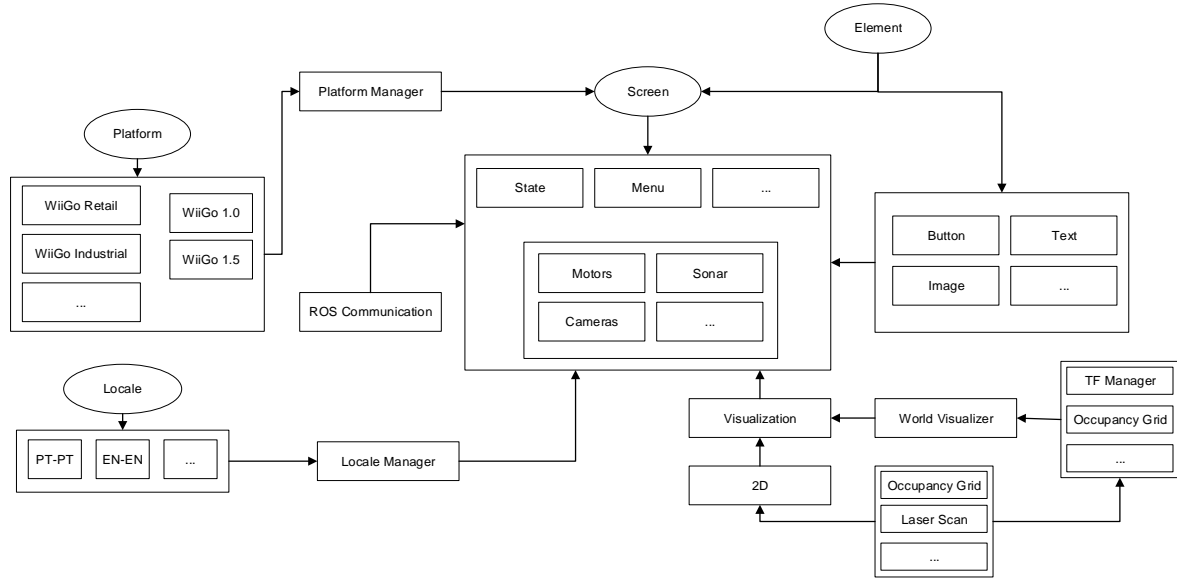 Element
Platform Manager
Screen
Platform
State
Menu
...
WiiGo Retail
WiiGo 1.0
WiiGo Industrial
WiiGo 1.5
...
Button
Text
Image
...
Motors
Sonar
Cameras
...
ROS Communication
Locale
TF Manager
Occupancy Grid
...
Visualization
World Visualizer
PT-PT
EN-EN
...
Locale Manager
2D
Occupancy Grid
Laser Scan
...